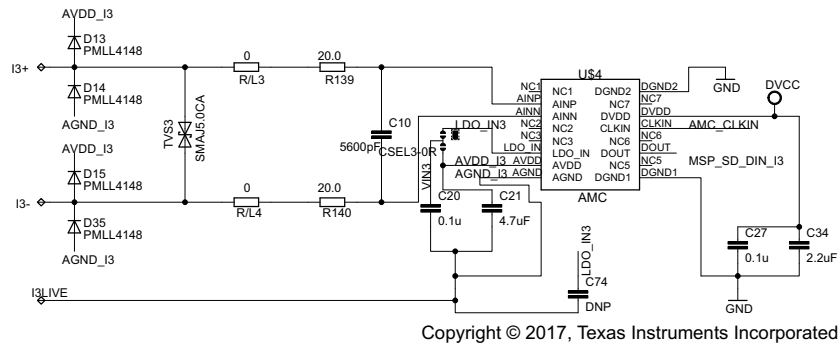 AVDD_I3
D13
PMLL4148
I3+
D14
PMLL4148
AGND_I3
AVDD_I3
D15
PMLL4148
I3-
D35
PMLL4148
AGND_I3
I3LIVE
TVS3
SMAJ5.0CA
0
R/L3
20.0
R139
0
R/L4
20.0
R140
C10
5600pF
CSEL3-0R
LDO_IN3
VIN3
AVDD_I3
AGND_I3
C20
0.1u
C21
4.7uF
LDO_IN3
C74
DNP
U$4
NC1
AINP
AINN
NC2
NC3
LDO_IN
AVDD
AGND
NC1
AINP
AINN
NC2
NC3
LDO_IN
AVDD
AGND
DGND2
NC7
DVDD
CLKIN
NC6
DOUT
NC5
DGND1
DGND2
NC7
DVDD
CLKIN
NC6
DOUT
NC5
DGND1
AMC
GND
DVCC
AMC_CLKIN
MSP_SD_DIN_I3
C27
0.1u
C34
2.2uF
GND
Copyright © 2017, Texas Instruments Incorporated